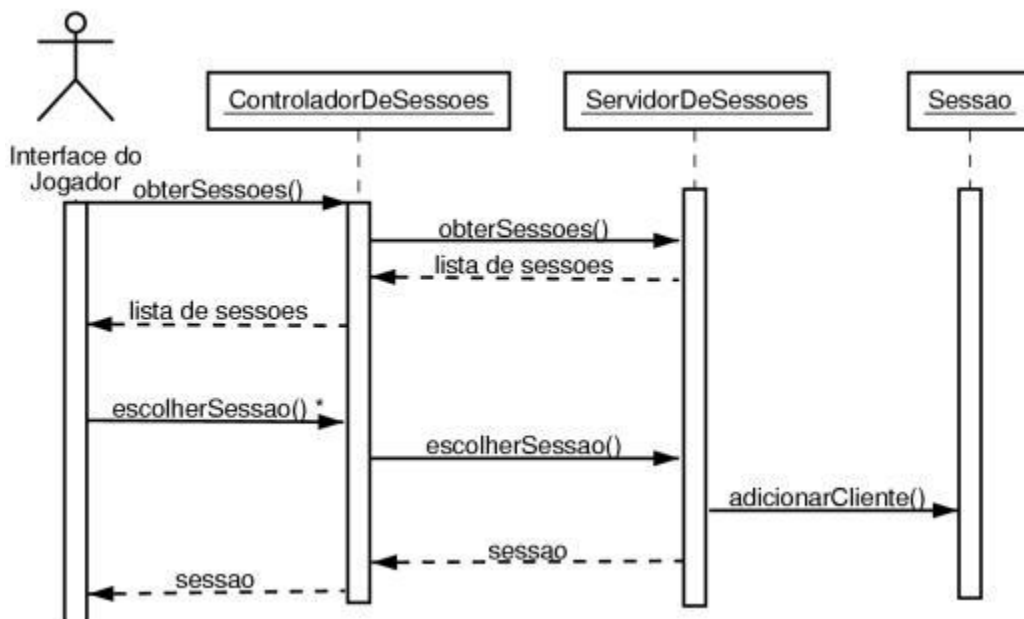 ControladorDeSessoes
ServidorDeSessoes
Sessao
Interface do
Jogador
obterSessoes()
obterSessoes()
lista de sessoes
lista de sessoes
escolherSessao() *
escolherSessao()
adicionarCliente()
sessao
sessao